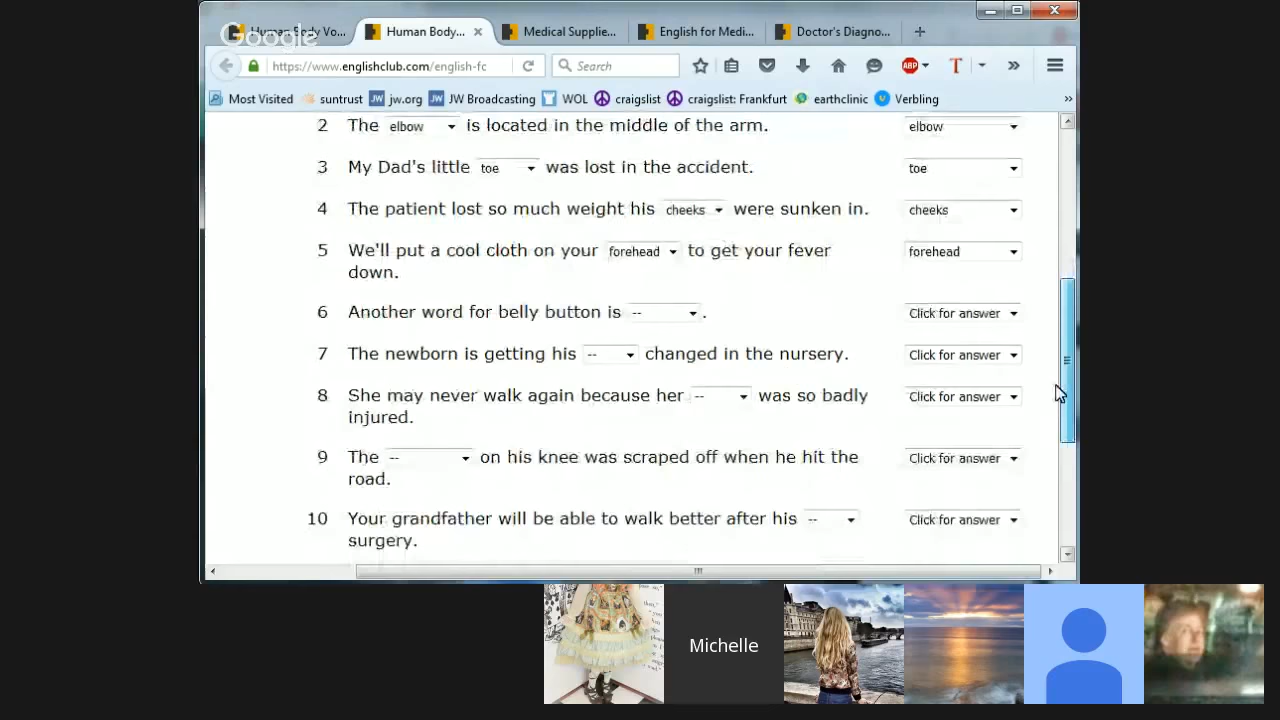 Google
Human Body Vo...
Human Body...
Medical Supplie...
English for Medi...
Doctor's Diagno...
https://www.englishclub.com/english-fc
Search
ABP
T
Most Visited
suntrust
JW jw.org
JW JW Broadcasting
WOL
craigslist
craigslist: Frankfurt
earthclinic
Verbling
2 The elbow is located in the middle of the arm. elbow
3 My Dad's little toe was lost in the accident. toe
4 The patient lost so much weight his cheeks were sunken in. cheeks
5 We'll put a cool cloth on your forehead to get your fever forehead
down.
6 Another word for belly button is -- . Click for answer
7 The newborn is getting his -- changed in the nursery. Click for answer
8 She may never walk again because her -- was so badly Click for answer
injured.
9 The -- on his knee was scraped off when he hit the Click for answer
road.
10 Your grandfather will be able to walk better after his -- Click for answer
surgery.
Michelle